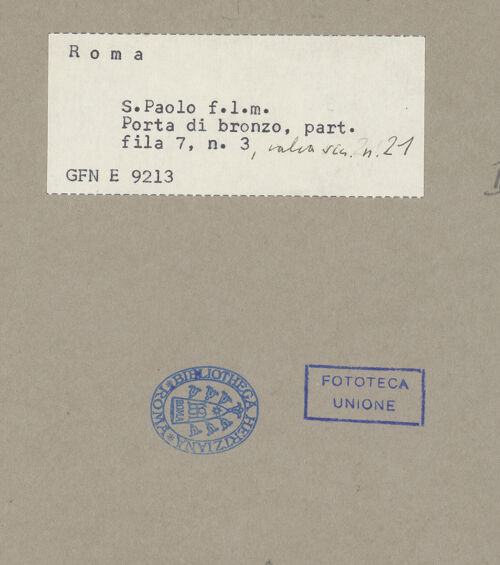 Roma
S.Paolo f.l.m.
Porta di bronzo, part.
fila 7, n. 3, valva sin. n. 21
GFN E 9213
BIBLIOTHECA HERTZIANA ROMA
ROMA
FOTOTECA
UNIONE